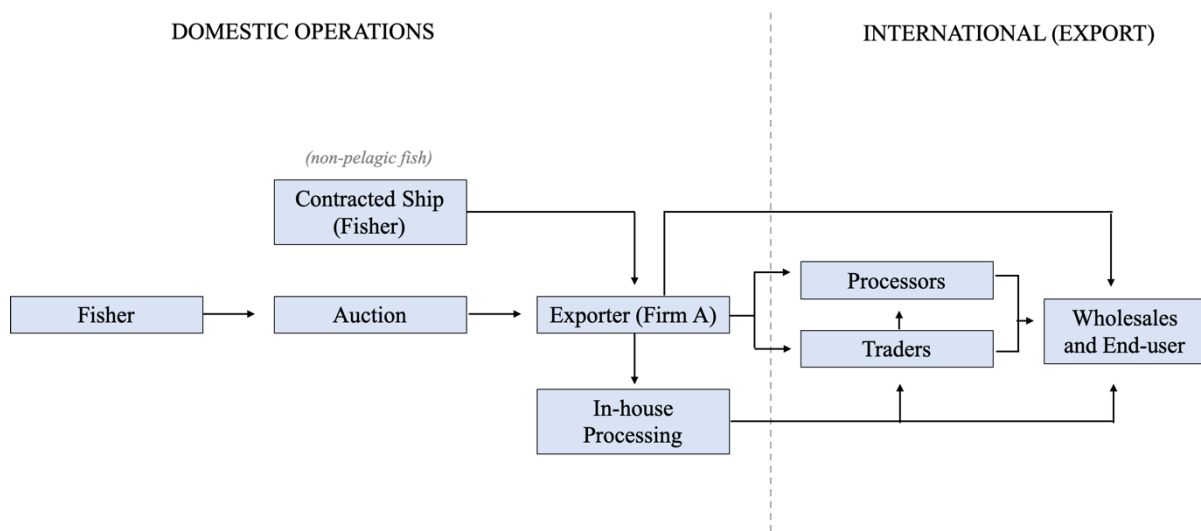 DOMESTIC OPERATIONS
INTERNATIONAL (EXPORT)
(non-pelagic fish)
Contracted Ship
(Fisher)
Fisher
Auction
Exporter (Firm A)
In-house
Processing
Processors
Traders
Wholesales
and End-user